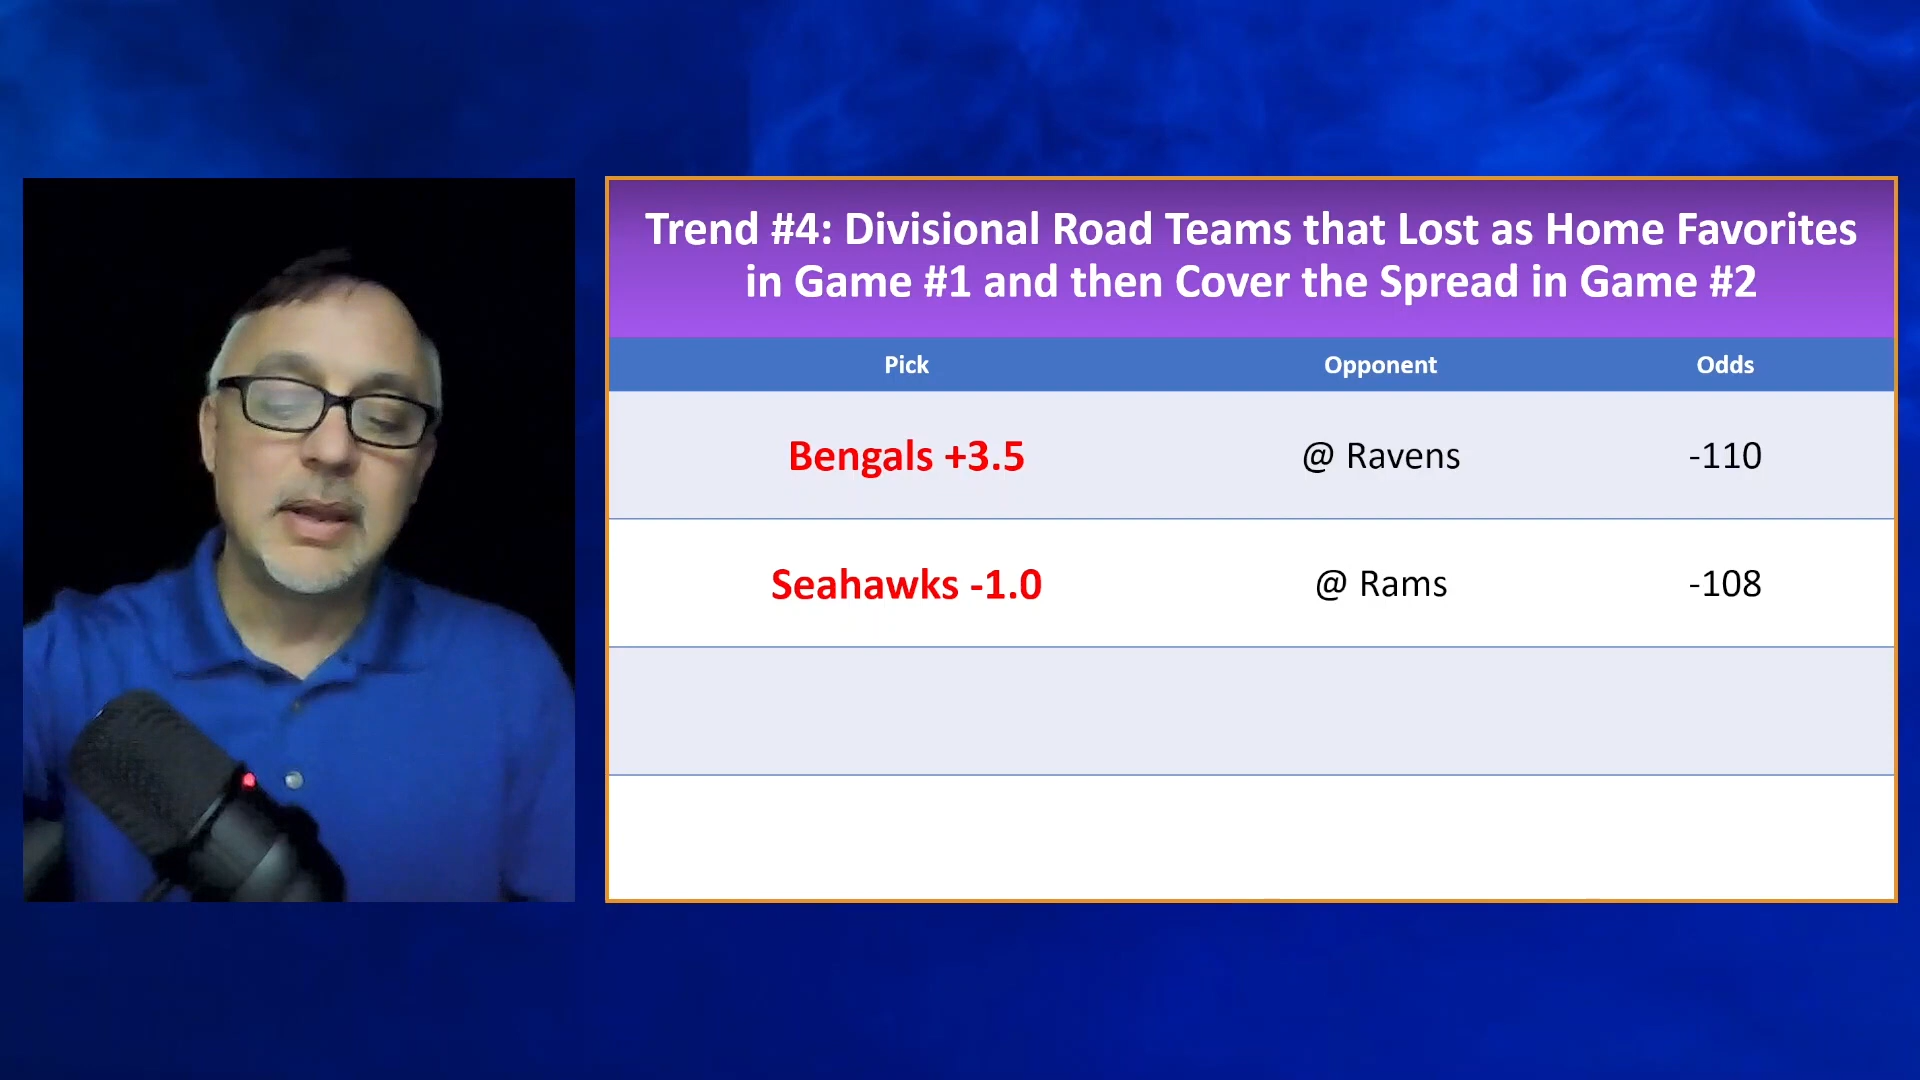 Trend #4: Divisional Road Teams that Lost as Home Favorites
in Game #1 and then Cover the Spread in Game #2
Pick Opponent Odds
Bengals +3.5 @ Ravens -110
Seahawks -1.0 @ Rams -108